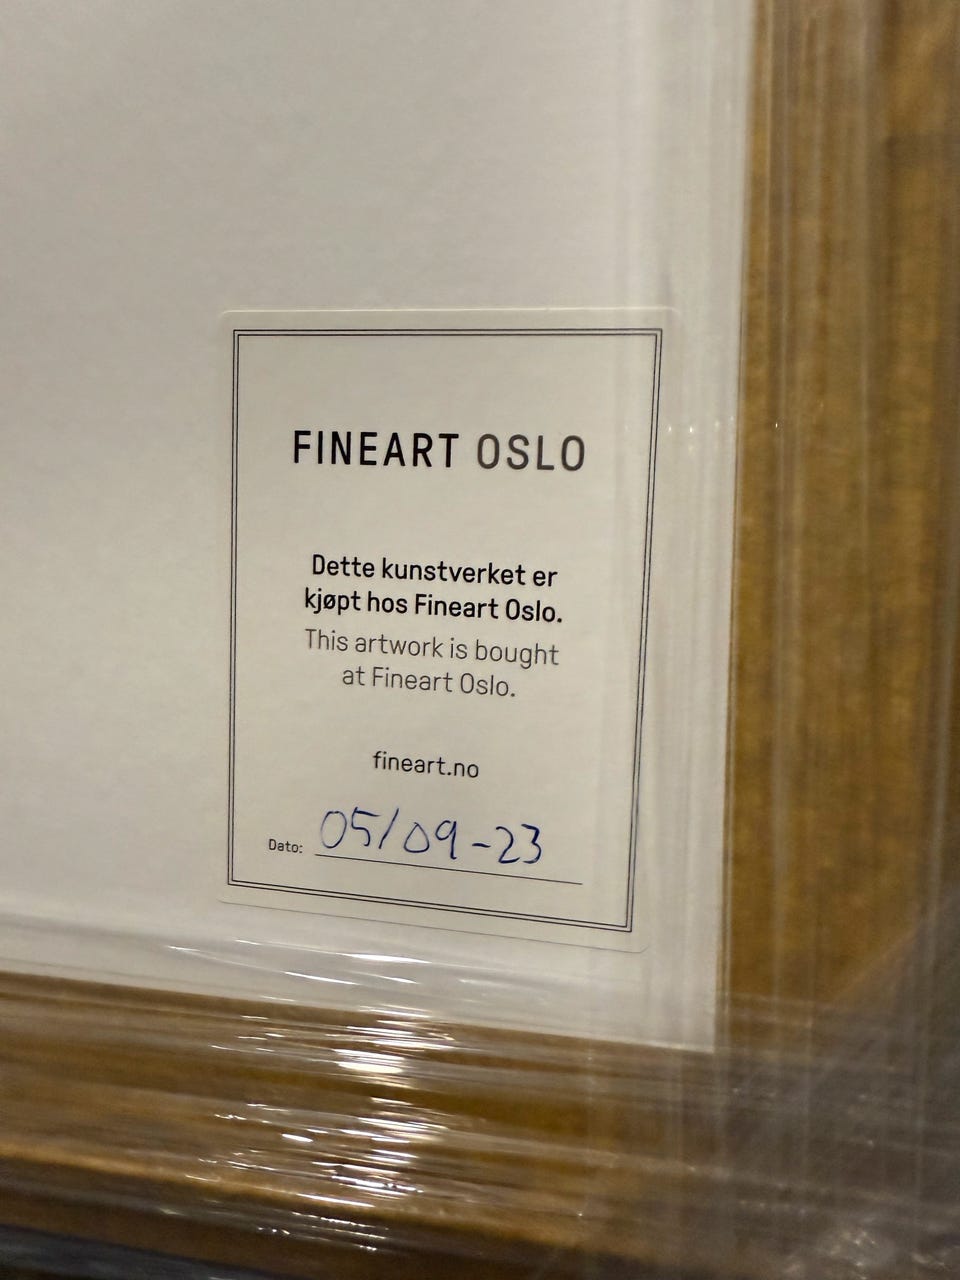 FINEART OSLO
Dette kunstverket er
kjøpt hos Fineart Oslo.
This artwork is bought
at Fineart Oslo.
fineart.no
Dato: 05/09-23